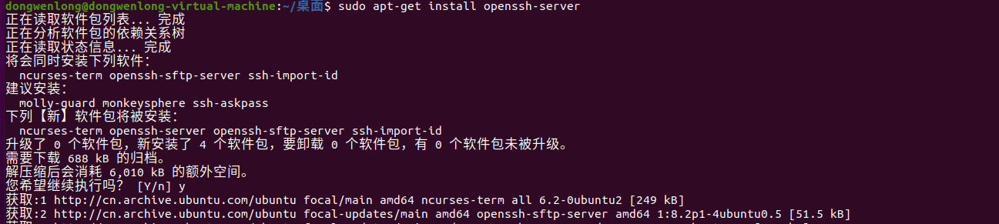 dongwenlong@dongwenlong-virtual-machine:~/桌面$ sudo apt-get install openssh-server
正在读取软件包列表... 完成
正在分析软件包的依赖关系树
正在读取状态信息... 完成
将会同时安装下列软件：
  ncurses-term openssh-sftp-server ssh-import-id
建议安装：
  molly-guard monkeysphere ssh-askpass
下列【新】软件包将被安装：
  ncurses-term openssh-server openssh-sftp-server ssh-import-id
升级了 0 个软件包，新安装了 4 个软件包，要卸载 0 个软件包，有 0 个软件包未被升级。
需要下载 688 kB 的归档。
解压缩后会消耗 6,010 kB 的额外空间。
您希望继续执行吗？ [Y/n] y
获取:1 http://cn.archive.ubuntu.com/ubuntu focal/main amd64 ncurses-term all 6.2-0ubuntu2 [249 kB]
获取:2 http://cn.archive.ubuntu.com/ubuntu focal-updates/main amd64 openssh-sftp-server amd64 1:8.2p1-4ubuntu0.5 [51.5 kB]